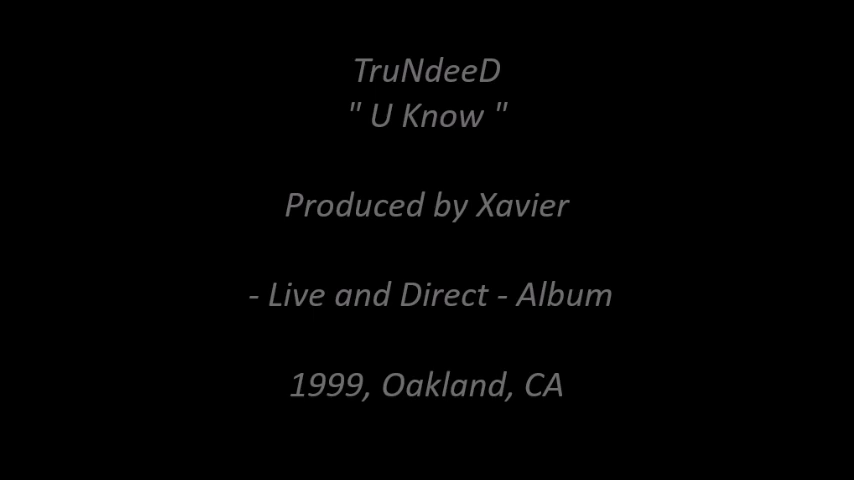 TruNdeeD
" U Know "
Produced by Xavier
- Live and Direct - Album
1999, Oakland, CA